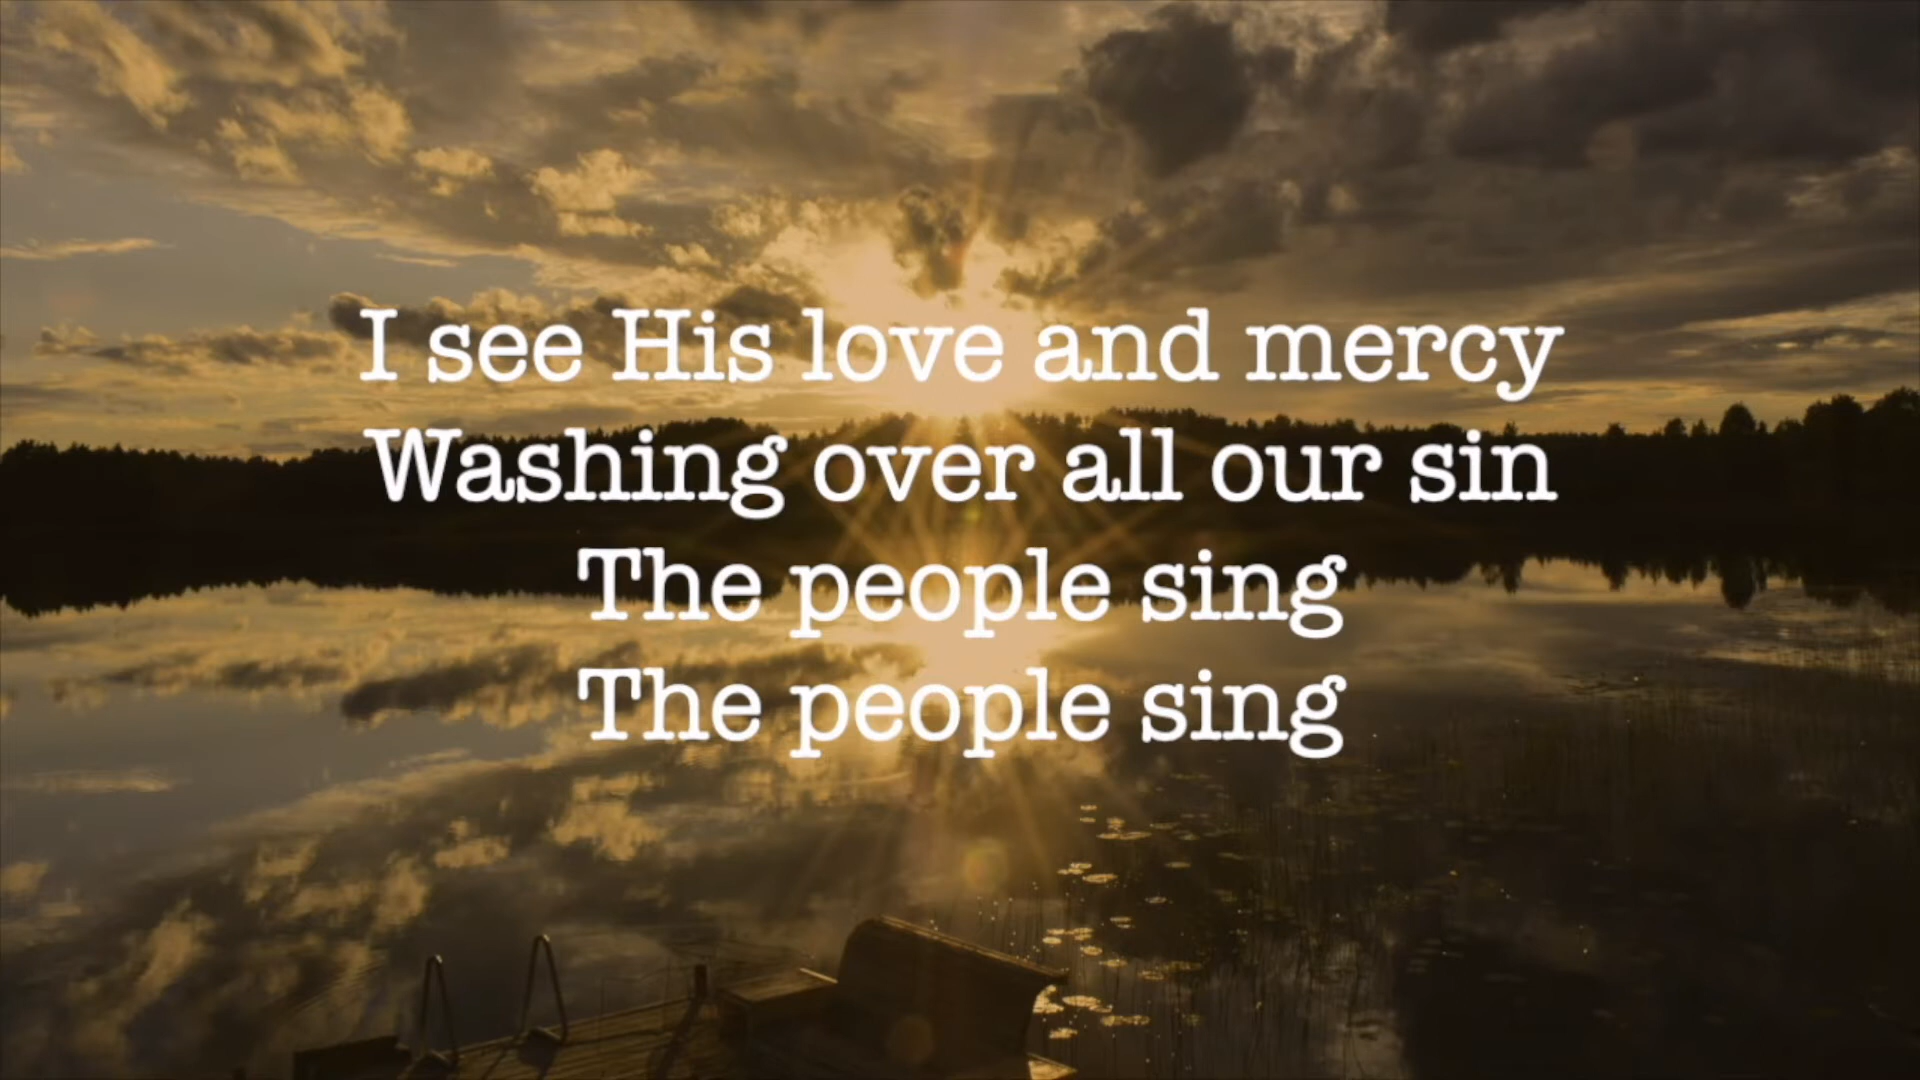 I see His love and mercy
Washing over all our sin
The people sing
The people sing